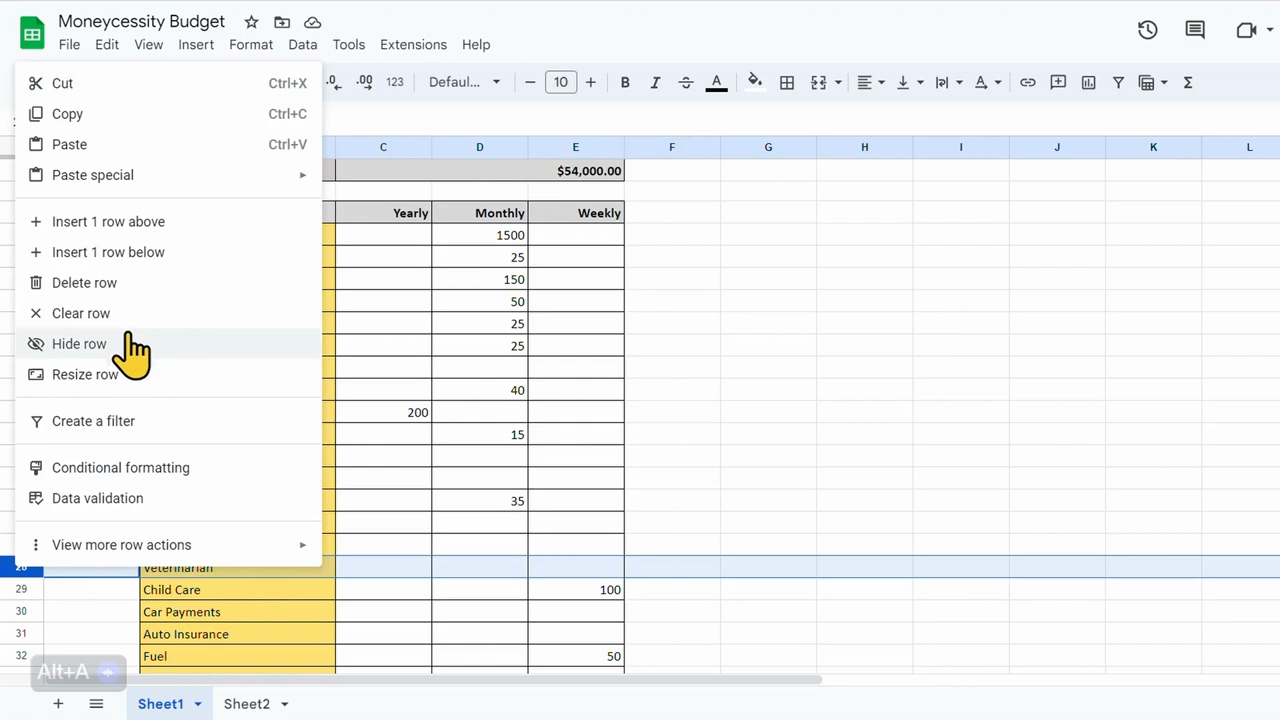 Moneycessity Budget
File Edit View Insert Format Data Tools Extensions Help
.0 .00 123 Defaul... 10 B I A Σ
Cut Ctrl+X
Copy Ctrl+C
Paste Ctrl+V
Paste special
Insert 1 row above
Insert 1 row below
Delete row
Clear row
Hide row
Resize row
Create a filter
Conditional formatting
Data validation
View more row actions
C D E F G H I J K L
$54,000.00
Yearly Monthly Weekly
1500
25
150
50
25
25
40
200
15
35
28 Veterinarian
29 Child Care 100
30 Car Payments
31 Auto Insurance
32 Fuel 50
Alt+A
Sheet1 Sheet2